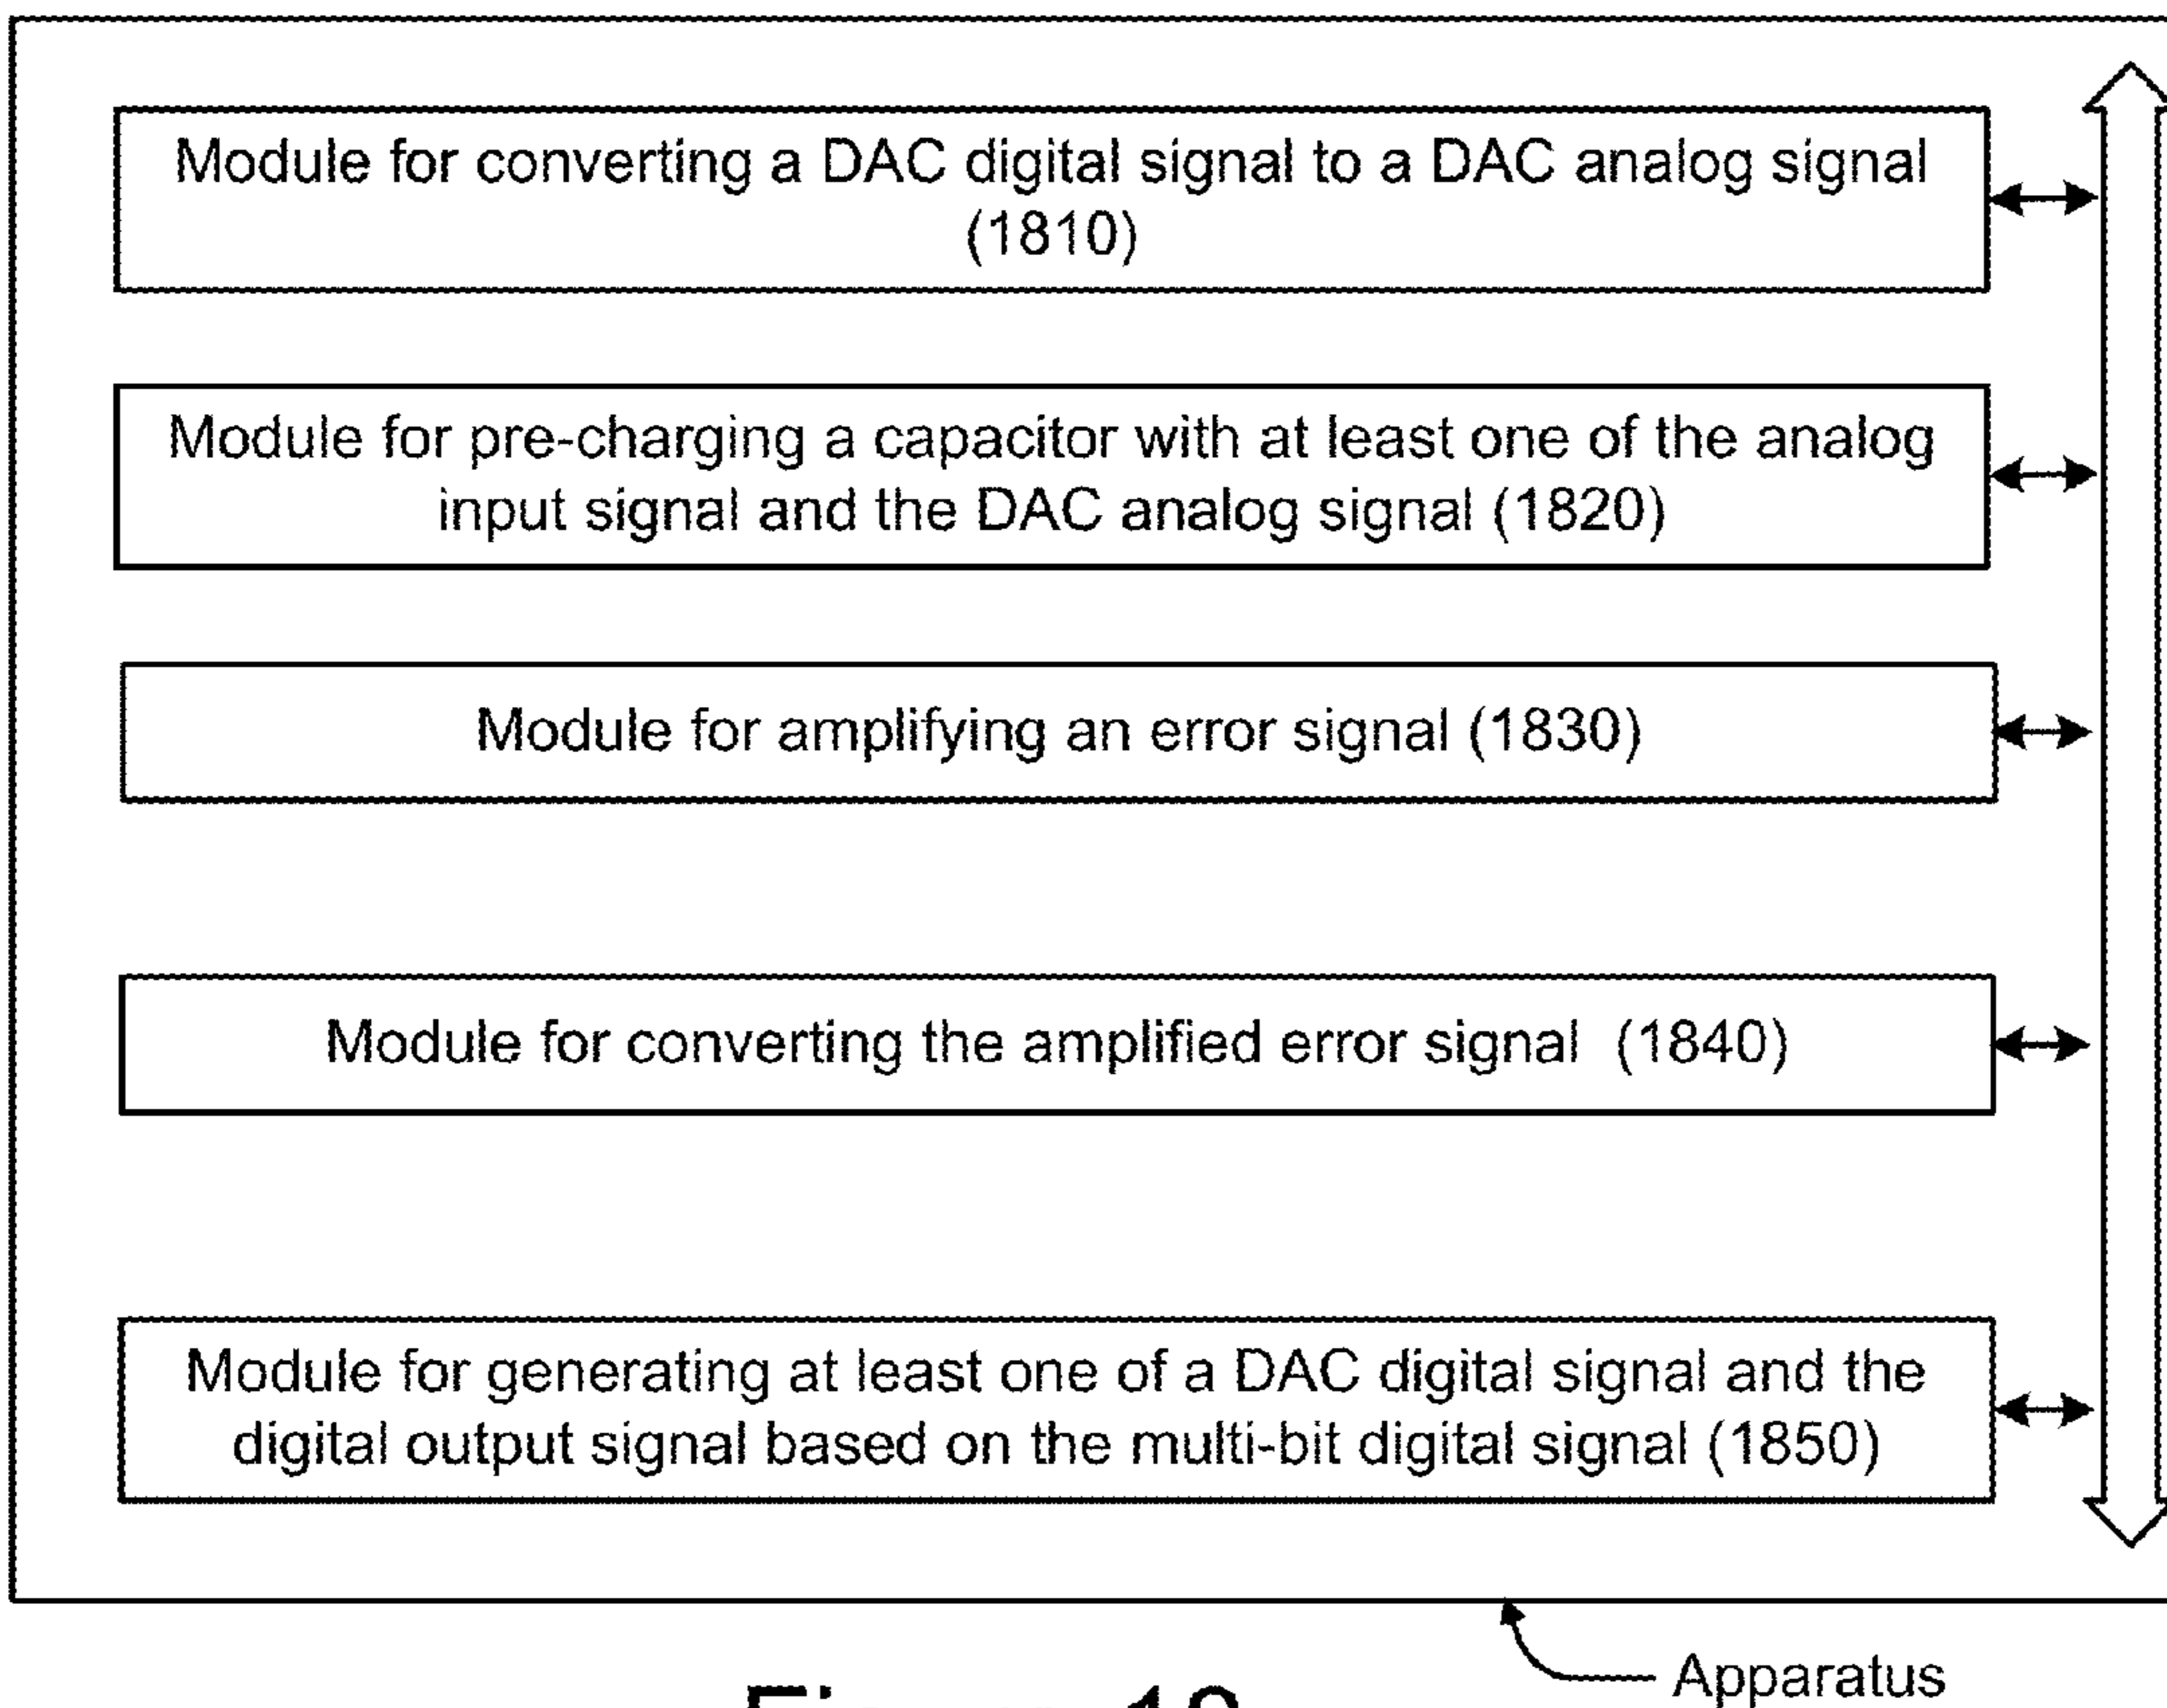 Module for converting a DAC digital signal to a DAC analog signal
(1810)
Module for pre-charging a capacitor with at least one of the analog
input signal and the DAC analog signal (1820)
Module for amplifying an error signal (1830)
Module for converting the amplified error signal (1840)
Module for generating at least one of a DAC digital signal and the
digital output signal based on the multi-bit digital signal (1850)
Apparatus